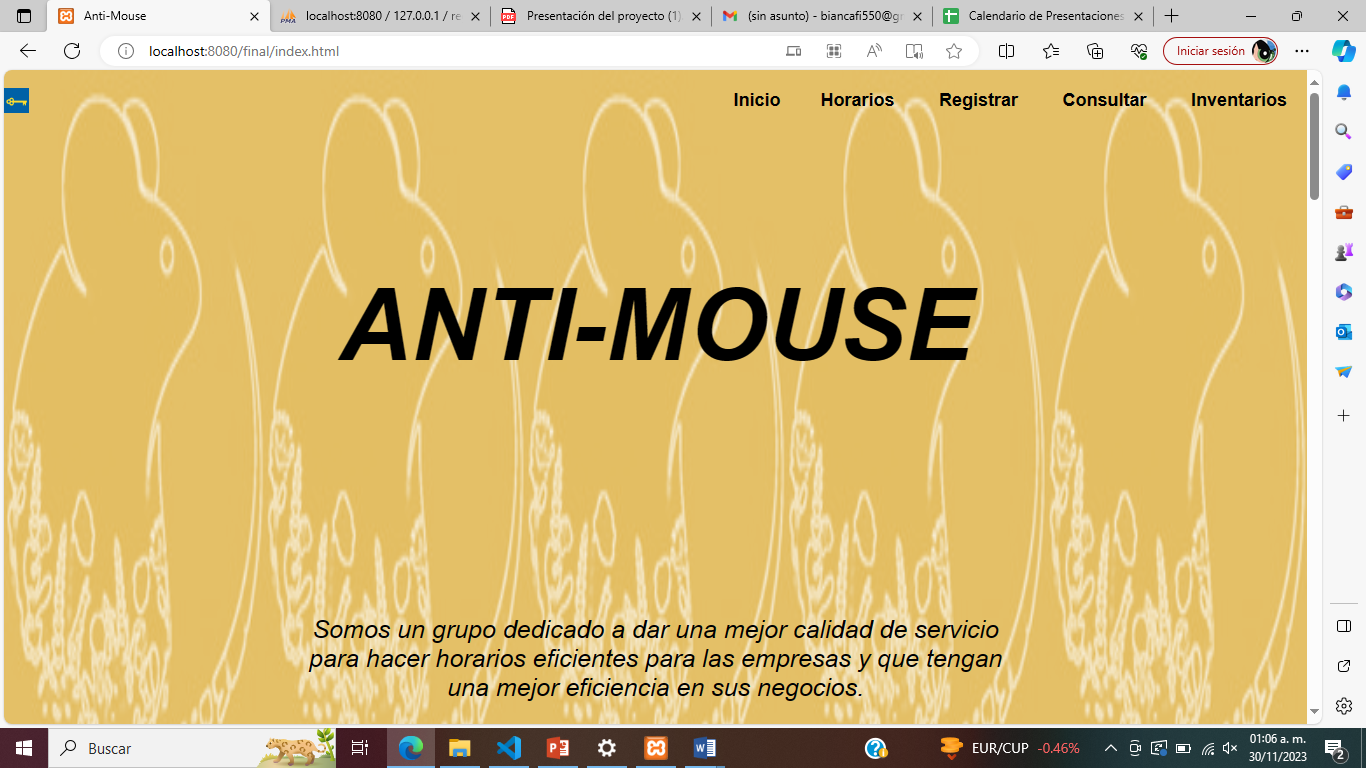 Anti-Mouse
localhost:8080 / 127.0.0.1 / re
Presentación del proyecto (1)
(sin asunto) - biancafi550@gr
Calendario de Presentaciones
localhost:8080/final/index.html
Iniciar sesión
Inicio Horarios Registrar Consultar Inventarios
ANTI-MOUSE
Somos un grupo dedicado a dar una mejor calidad de servicio
para hacer horarios eficientes para las empresas y que tengan
una mejor eficiencia en sus negocios.
Buscar
EUR/CUP -0.46%
01:06 a. m.
30/11/2023
2